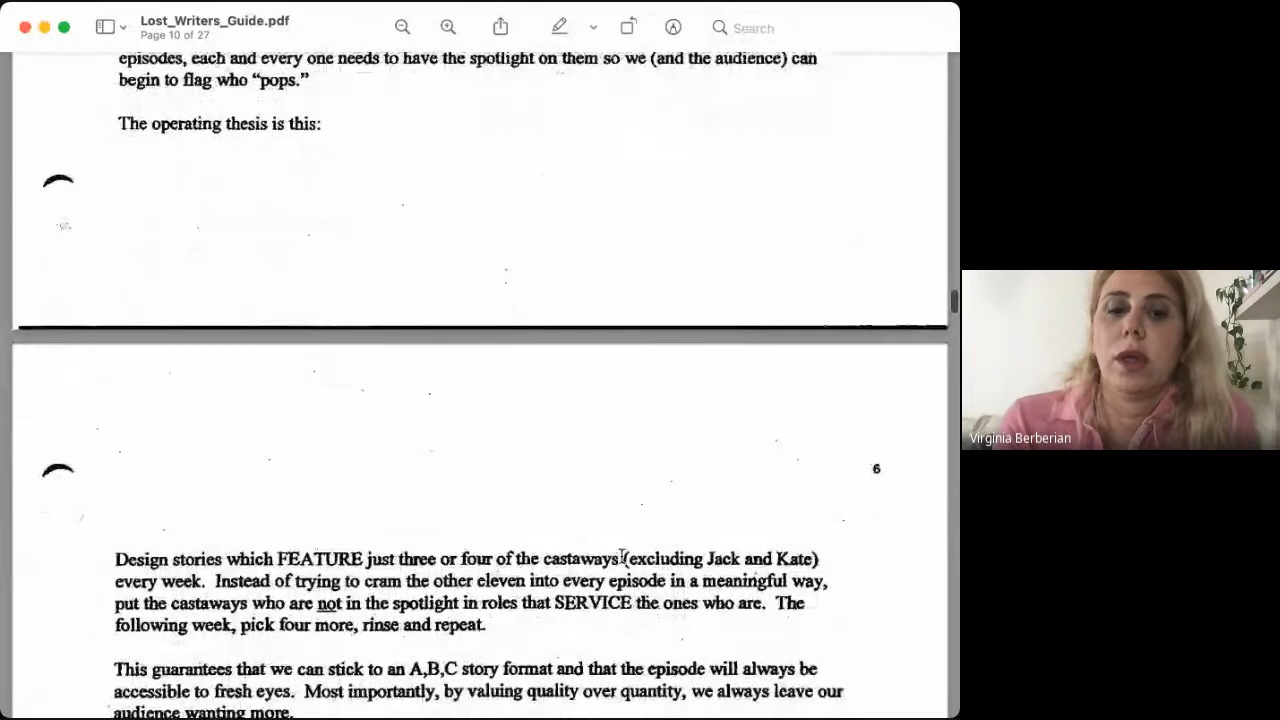 Lost_Writers_Guide.pdf
Page 10 of 27
Search
episodes, each and every one needs to have the spotlight on them so we (and the audience) can
begin to flag who “pops.”
The operating thesis is this:
6
Design stories which FEATURE just three or four of the castaways (excluding Jack and Kate)
every week. Instead of trying to cram the other eleven into every episode in a meaningful way,
put the castaways who are not in the spotlight in roles that SERVICE the ones who are. The
following week, pick four more, rinse and repeat.
This guarantees that we can stick to an A,B,C story format and that the episode will always be
accessible to fresh eyes. Most importantly, by valuing quality over quantity, we always leave our
audience wanting more.
Virginia Berberian